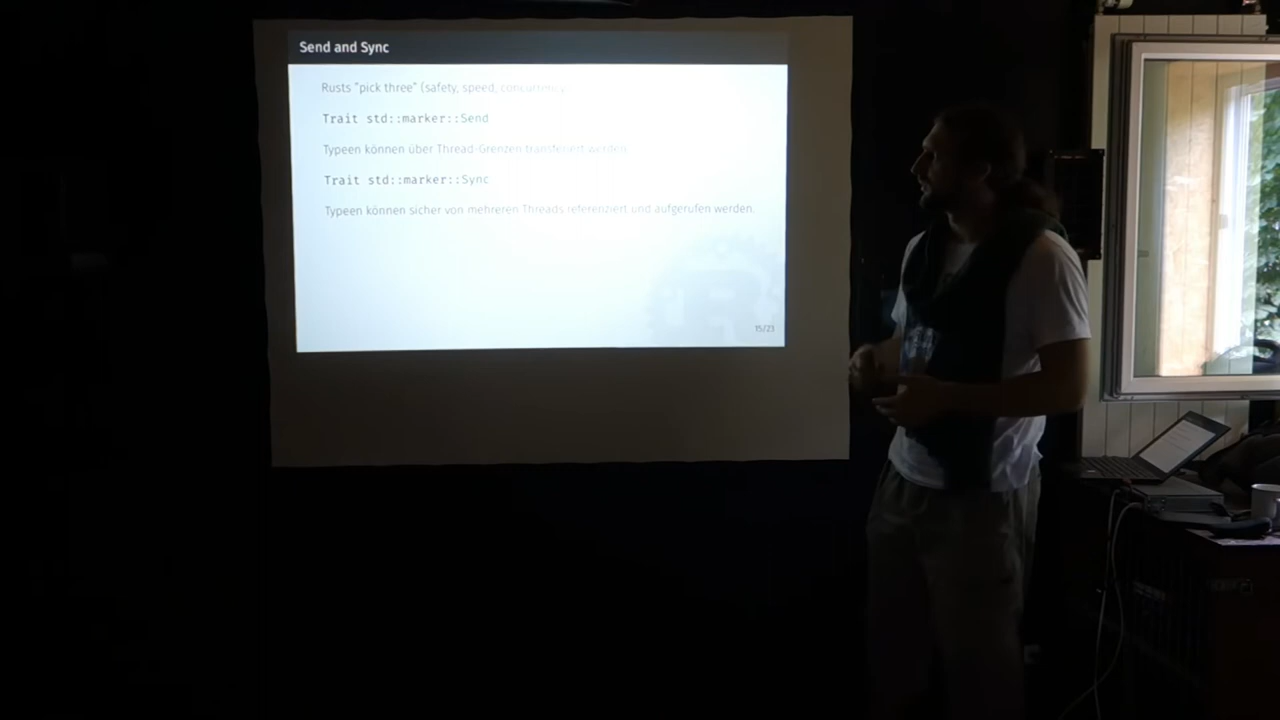 Send and Sync
Rusts "pick three" (safety, speed, concurrency
Trait std::marker::Send
Typeen können über Thread-Grenzen transferiert werden
Trait std::marker::Sync
Typeen können sicher von mehreren Threads referenziert und aufgerufen werden.
15/23